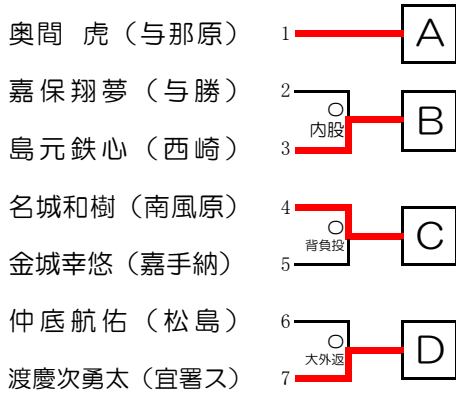 奥間 虎（与那原） 1 A
嘉保翔夢（与勝） 2
○
内股
B
島元鉄心（西崎） 3
名城和樹（南風原） 4
○
背負投
C
金城幸悠（嘉手納） 5
仲底航佑（松島） 6
○
大外返
D
渡慶次勇太（宜署ス） 7